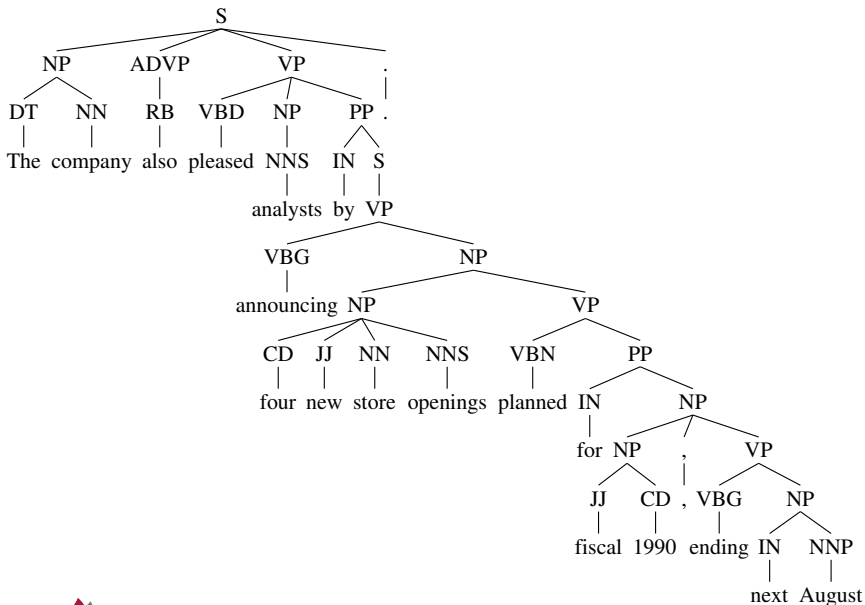 S
NP ADVP VP .
DT NN RB VBD NP PP .
The company also pleased NNS IN S
analysts by VP
VBG NP
announcing NP VP
CD JJ NN NNS VBN PP
four new store openings planned IN NP
for NP , VP
JJ CD , VBG NP
fiscal 1990 ending IN NNP
next August